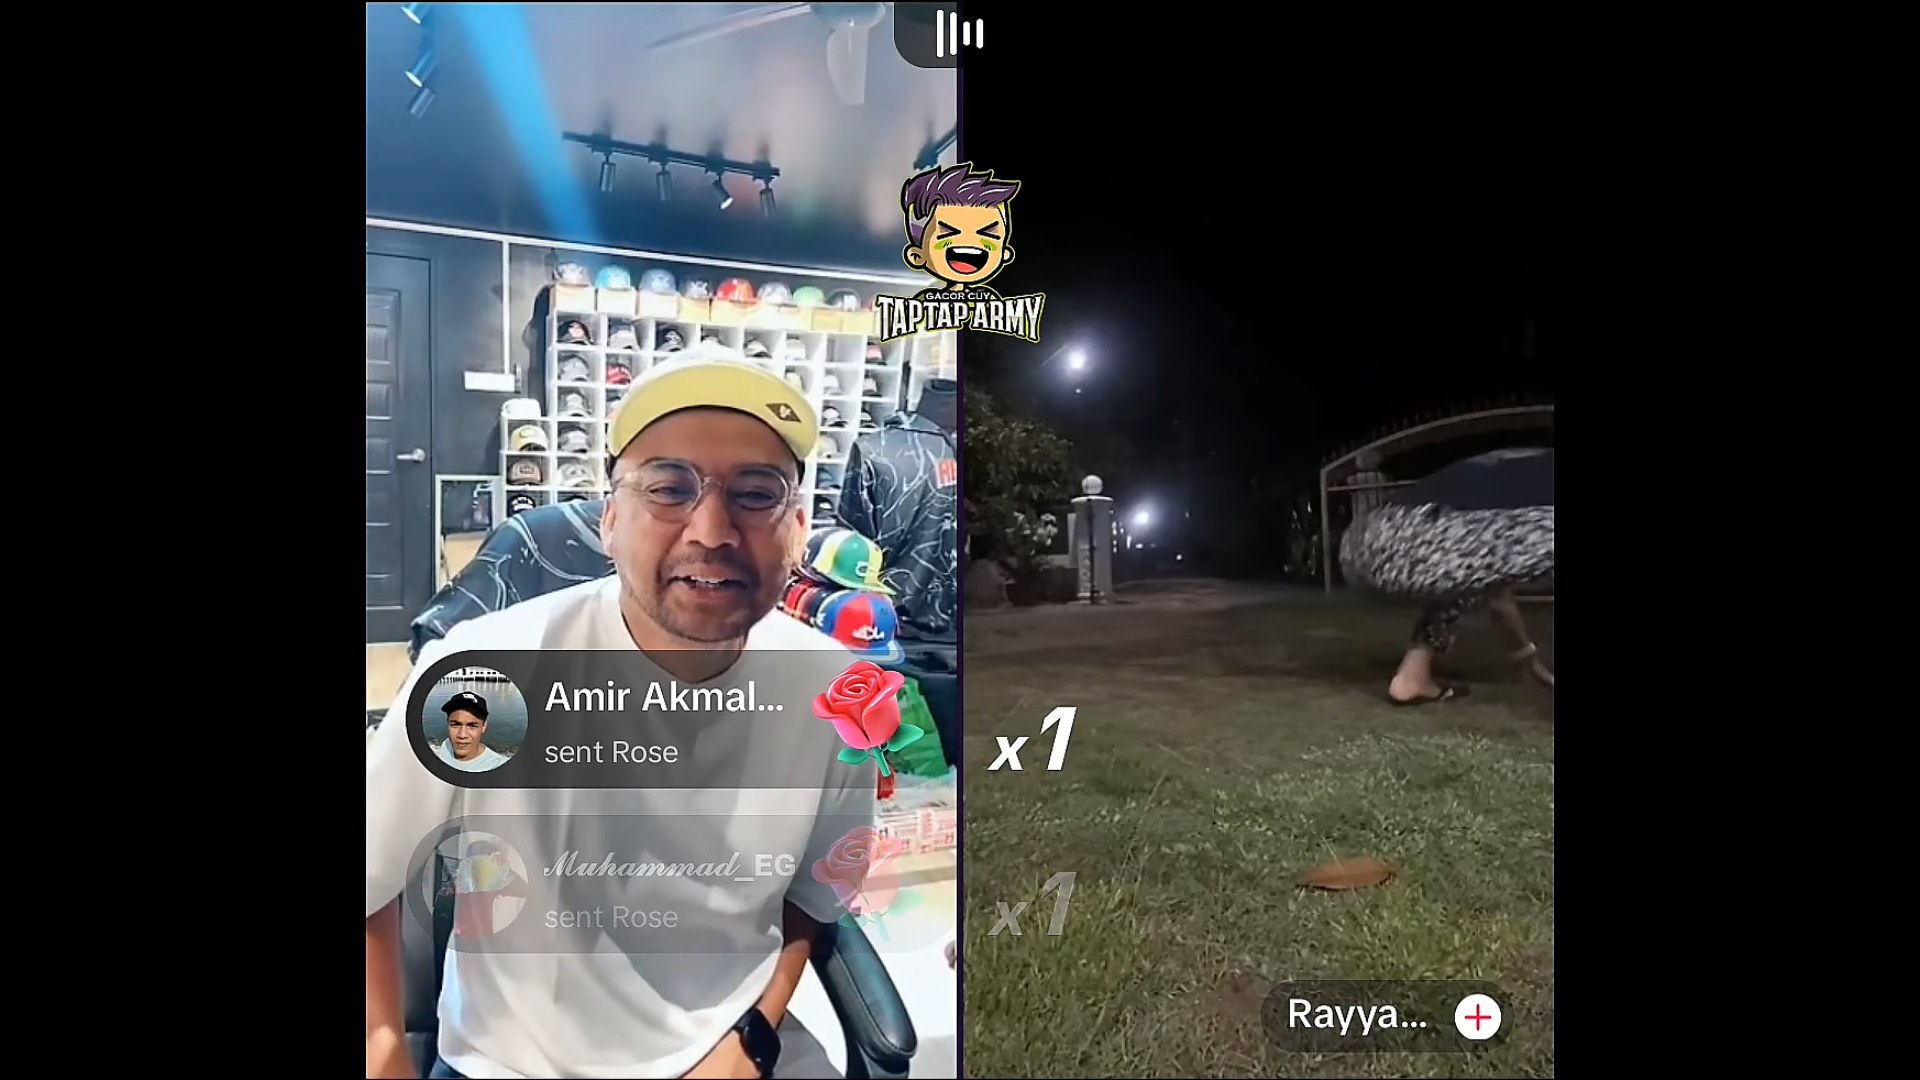 GACOR CUY
TAPTAP ARMY
Amir Akmal...
sent Rose
x1
𝓜𝓾𝓱𝓪𝓶𝓶𝓪𝓭_EG
sent Rose
x1
Rayya...